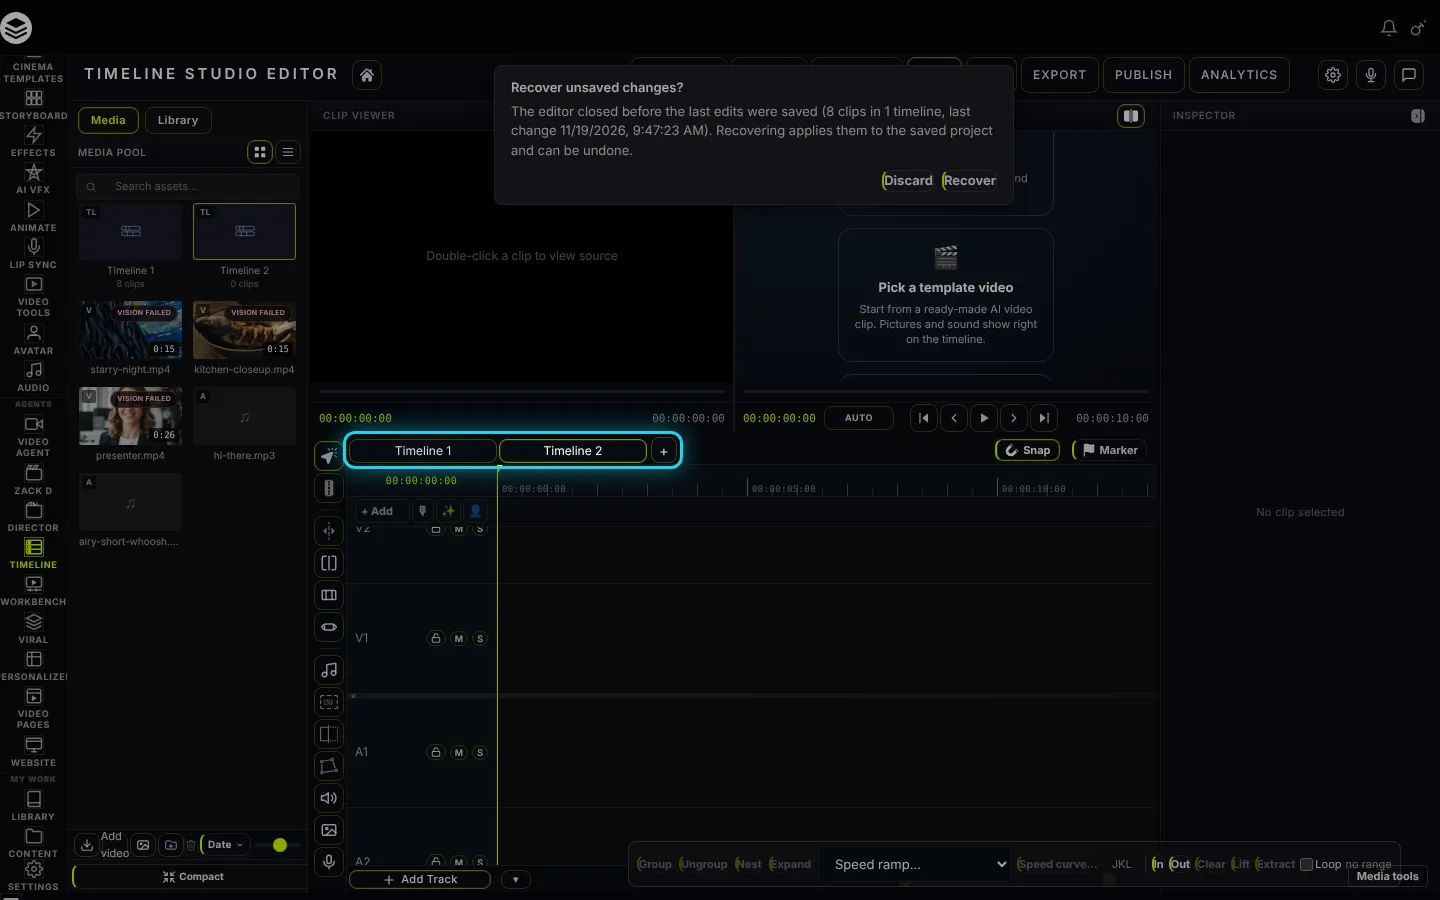 CINEMA
TEMPLATES
STORYBOARD
EFFECTS
AI VFX
ANIMATE
LIP SYNC
VIDEO
TOOLS
AVATAR
AUDIO
AGENTS
VIDEO
AGENT
ZACK D
DIRECTOR
TIMELINE
WORKBENCH
VIRAL
PERSONALIZE
VIDEO
PAGES
WEBSITE
MY WORK
LIBRARY
CONTENT
SETTINGS
TIMELINE STUDIO EDITOR
EXPORT
PUBLISH
ANALYTICS
Media
Library
MEDIA POOL
Search assets...
TL
Timeline 1
8 clips
TL
Timeline 2
0 clips
V
VISION FAILED
0:15
starry-night.mp4
V
VISION FAILED
0:15
kitchen-closeup.mp4
V
VISION FAILED
0:26
presenter.mp4
A
hi-there.mp3
A
airy-short-whoosh....
Add
video
Date
Compact
CLIP VIEWER
Double-click a clip to view source
Recover unsaved changes?
The editor closed before the last edits were saved (8 clips in 1 timeline, last
change 11/19/2026, 9:47:23 AM). Recovering applies them to the saved project
and can be undone.
Discard
Recover
nd
Pick a template video
Start from a ready-made AI video
clip. Pictures and sound show right
on the timeline.
INSPECTOR
No clip selected
00:00:00:00
00:00:00:00
00:00:00:00
AUTO
00:00:10:00
Timeline 1
Timeline 2
+
Snap
Marker
00:00:00:00
00:00:00:00
00:00:05:00
00:00:10:00
+ Add
V2
M
S
V1
M
S
A1
M
S
A2
M
S
+ Add Track
Group
Ungroup
Nest
Expand
Speed ramp...
Speed curve...
JKL
In
Out
Clear
Lift
Extract
Loop
no range
Media tools